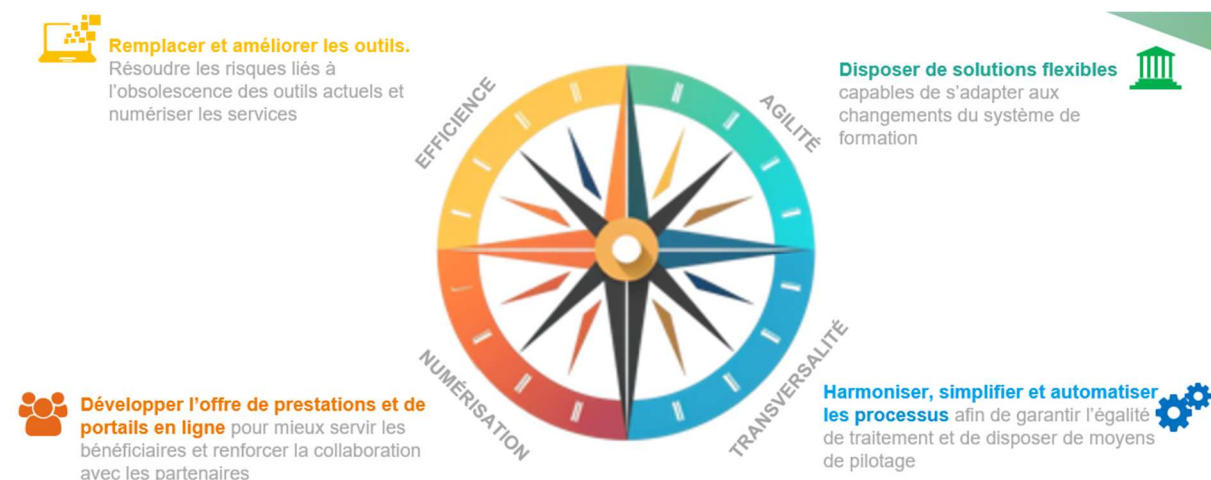 Remplacer et améliorer les outils.
Résoudre les risques liés à
l'obsolescence des outils actuels et
numériser les services
EFFICIENCE
AGILITÉ
Disposer de solutions flexibles
capables de s'adapter aux
changements du système de
formation
NUMÉRISATION
TRANSVERSALITÉ
Développer l'offre de prestations et de
portails en ligne pour mieux servir les
bénéficiaires et renforcer la collaboration
avec les partenaires
Harmoniser, simplifier et automatiser
les processus afin de garantir l'égalité
de traitement et de disposer de moyens
de pilotage